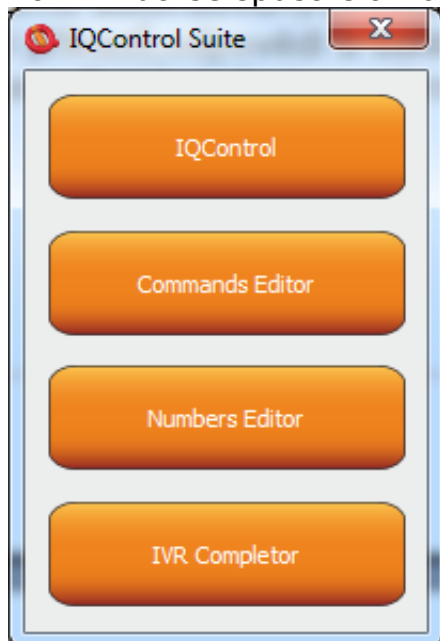 IQControl Suite
IQControl
Commands Editor
Numbers Editor
IVR Completor